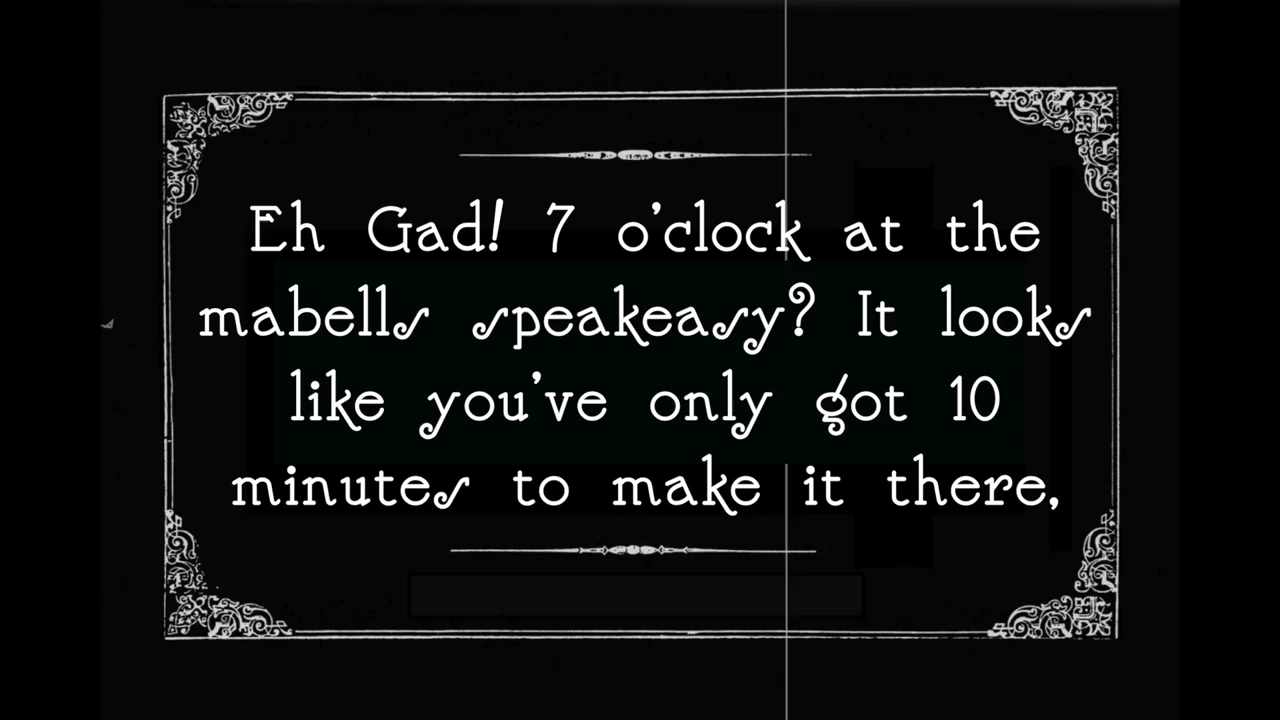 Eh Gad! 7 o'clock at the
mabells speakeasy? It looks
like you've only got 10
minutes to make it there,